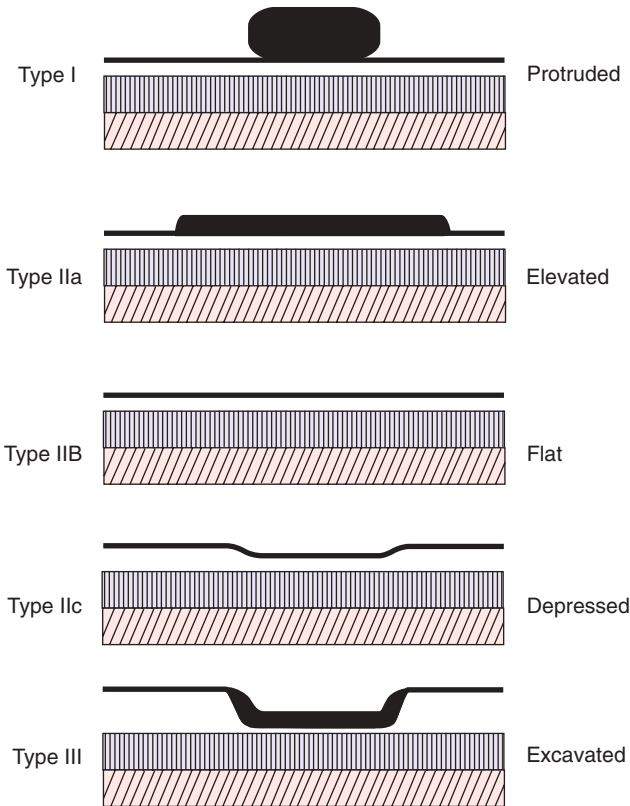 Type I Protruded
Type IIa Elevated
Type IIB Flat
Type IIc Depressed
Type III Excavated